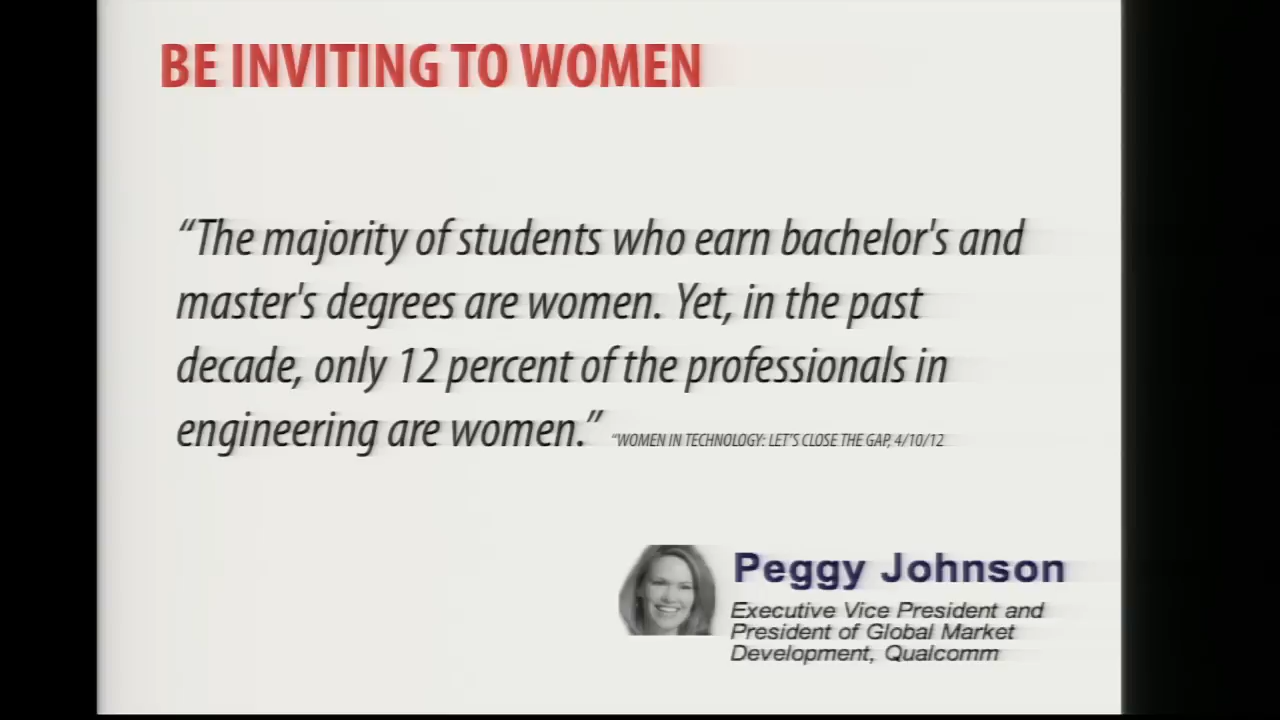 BE INVITING TO WOMEN
“The majority of students who earn bachelor's and
master's degrees are women. Yet, in the past
decade, only 12 percent of the professionals in
engineering are women.” “WOMEN IN TECHNOLOGY: LET'S CLOSE THE GAP, 4/10/12
Peggy Johnson
Executive Vice President and
President of Global Market
Development, Qualcomm